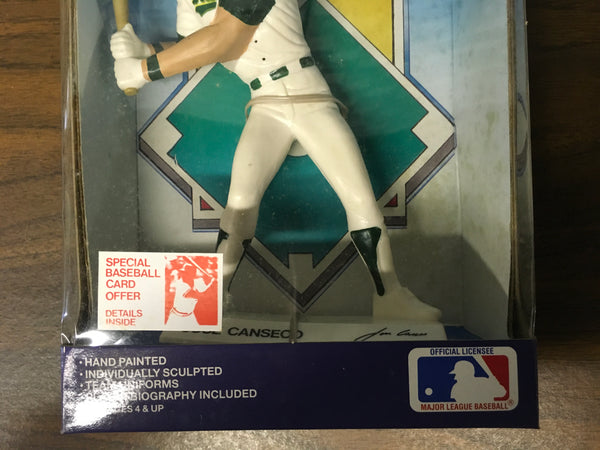 SPECIAL
BASEBALL
CARD
OFFER
DETAILS
INSIDE
JOSE CANSECO
·HAND PAINTED
·INDIVIDUALLY SCULPTED
·TEAM UNIFORMS
BIOGRAPHY INCLUDED
4 & UP
OFFICIAL LICENSEE
MAJOR LEAGUE BASEBALL®